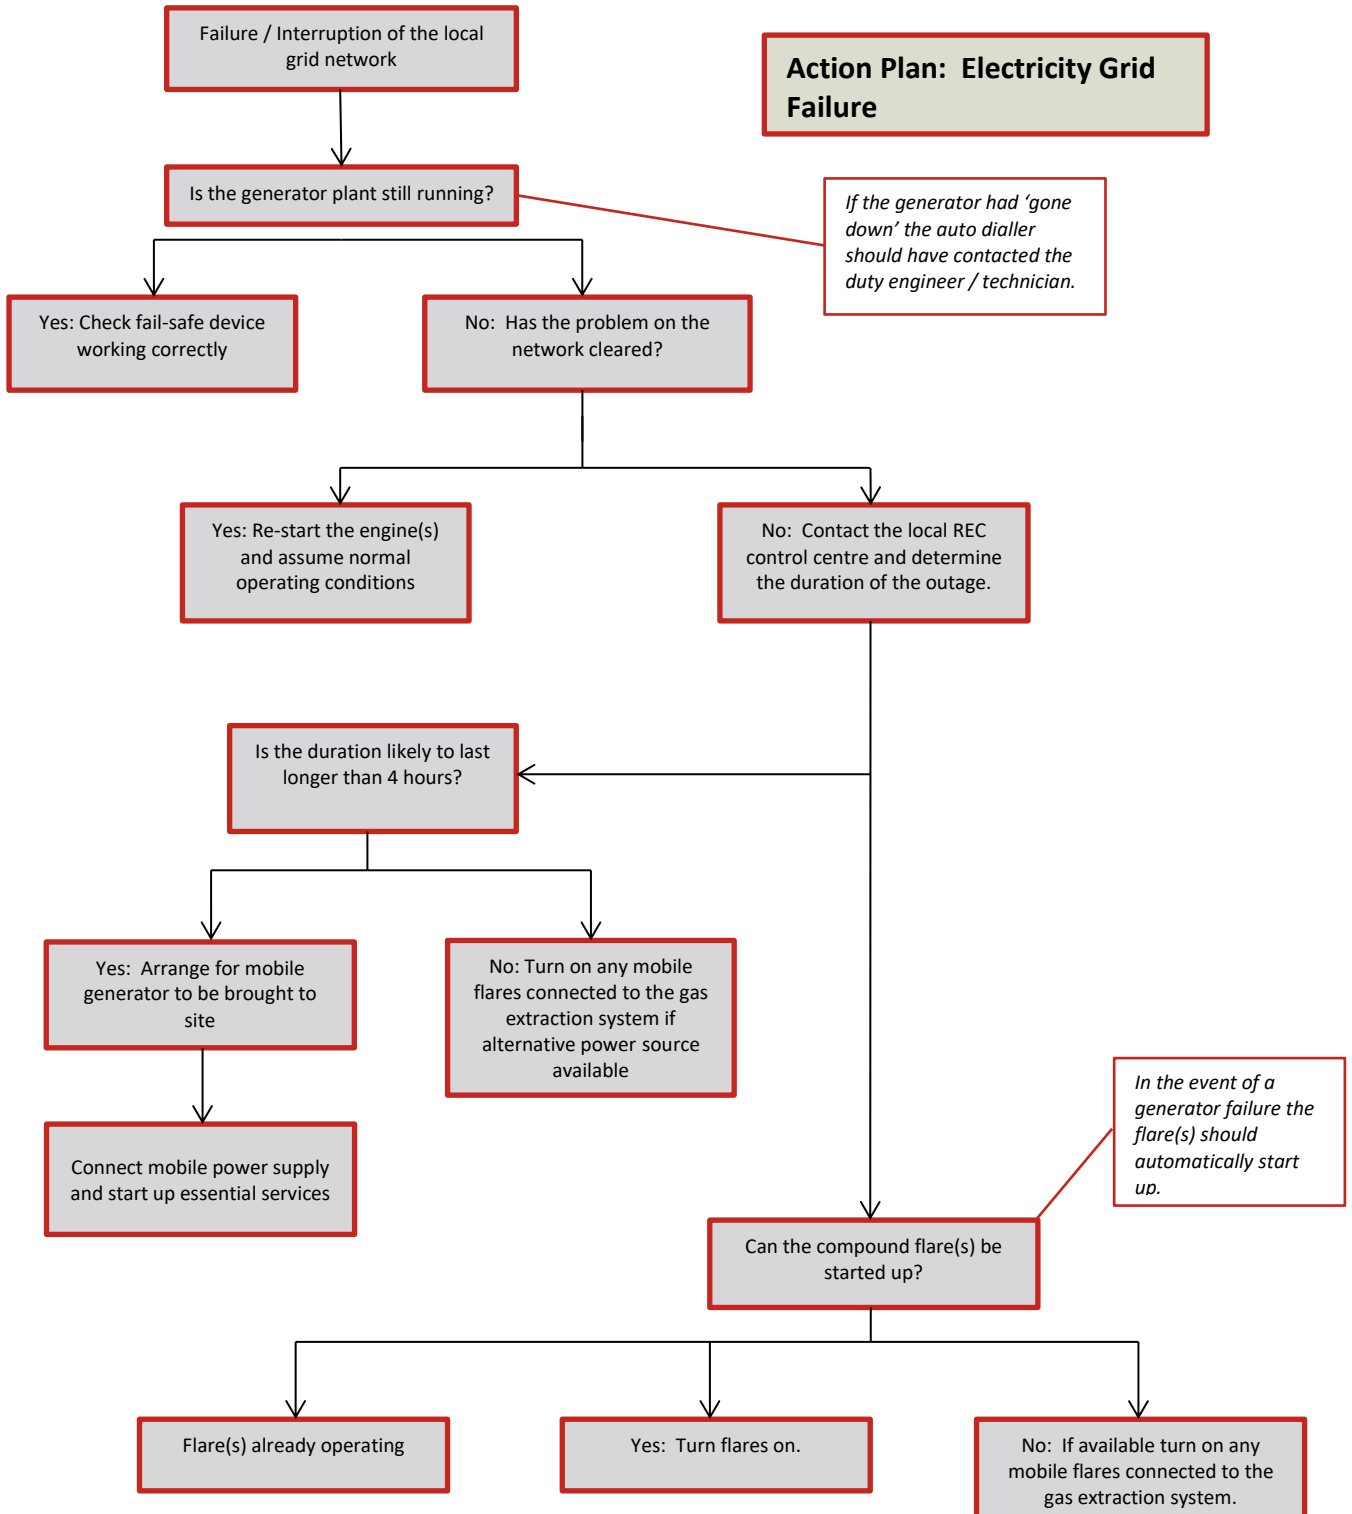 Failure / Interruption of the local
grid network
Action Plan:  Electricity Grid
Failure
Is the generator plant still running?
If the generator had ‘gone
down’ the auto dialler
should have contacted the
duty engineer / technician.
Yes: Check fail-safe device
working correctly
No:  Has the problem on the
network cleared?
Yes: Re-start the engine(s)
and assume normal
operating conditions
No:  Contact the local REC
control centre and determine
the duration of the outage.
Is the duration likely to last
longer than 4 hours?
Yes:  Arrange for mobile
generator to be brought to
site
No: Turn on any mobile
flares connected to the gas
extraction system if
alternative power source
available
Connect mobile power supply
and start up essential services
In the event of a
generator failure the
flare(s) should
automatically start
up.
Can the compound flare(s) be
started up?
Flare(s) already operating
Yes:  Turn flares on.
No:  If available turn on any
mobile flares connected to the
gas extraction system.